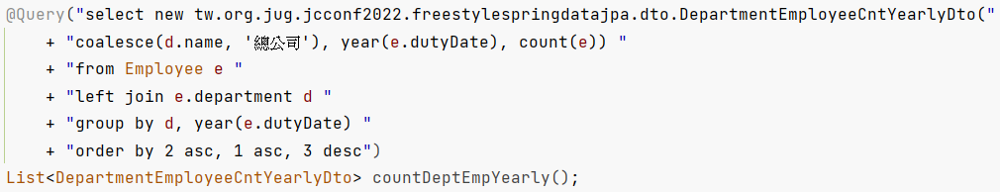 @Query("select new tw.org.jug.jcconf2022.freestylespringdatajpa.dto.DepartmentEmployeeCntYearlyDto("
+ "coalesce(d.name, '總公司'), year(e.dutyDate), count(e)) "
+ "from Employee e "
+ "left join e.department d "
+ "group by d, year(e.dutyDate) "
+ "order by 2 asc, 1 asc, 3 desc")
List<DepartmentEmployeeCntYearlyDto> countDeptEmpYearly();